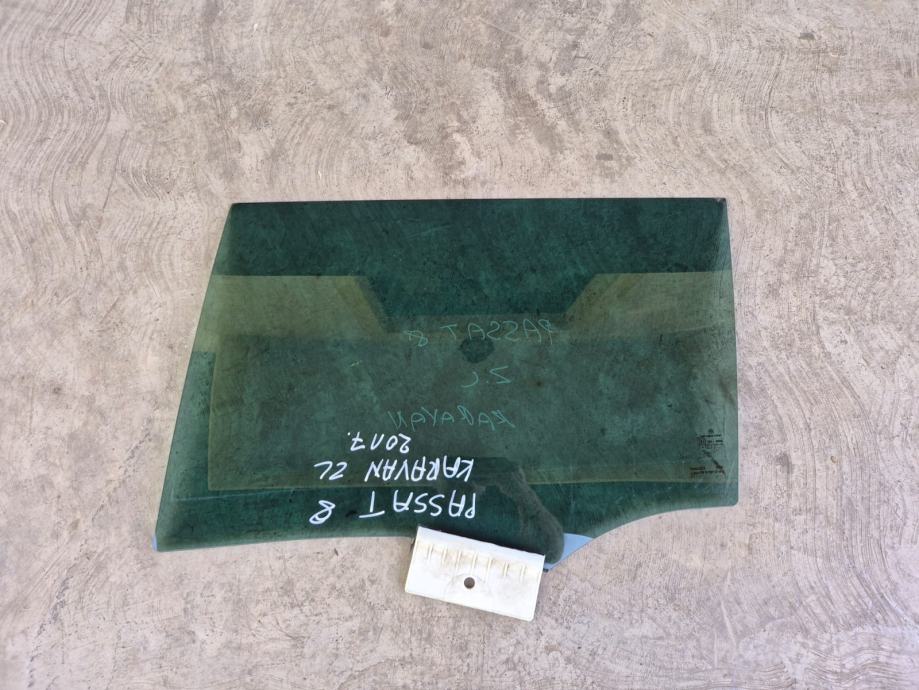 PASSAT 8
KARAVAN ZL
2017.
PASSAT 8
Z.L
KARAVAN